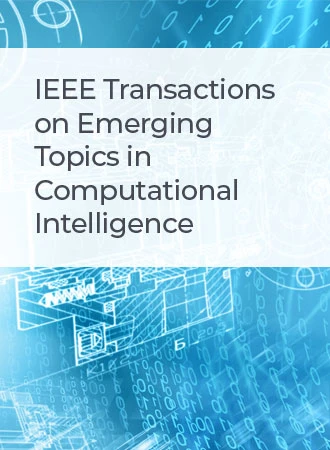 IEEE Transactions
on Emerging
Topics in
Computational
Intelligence
Б